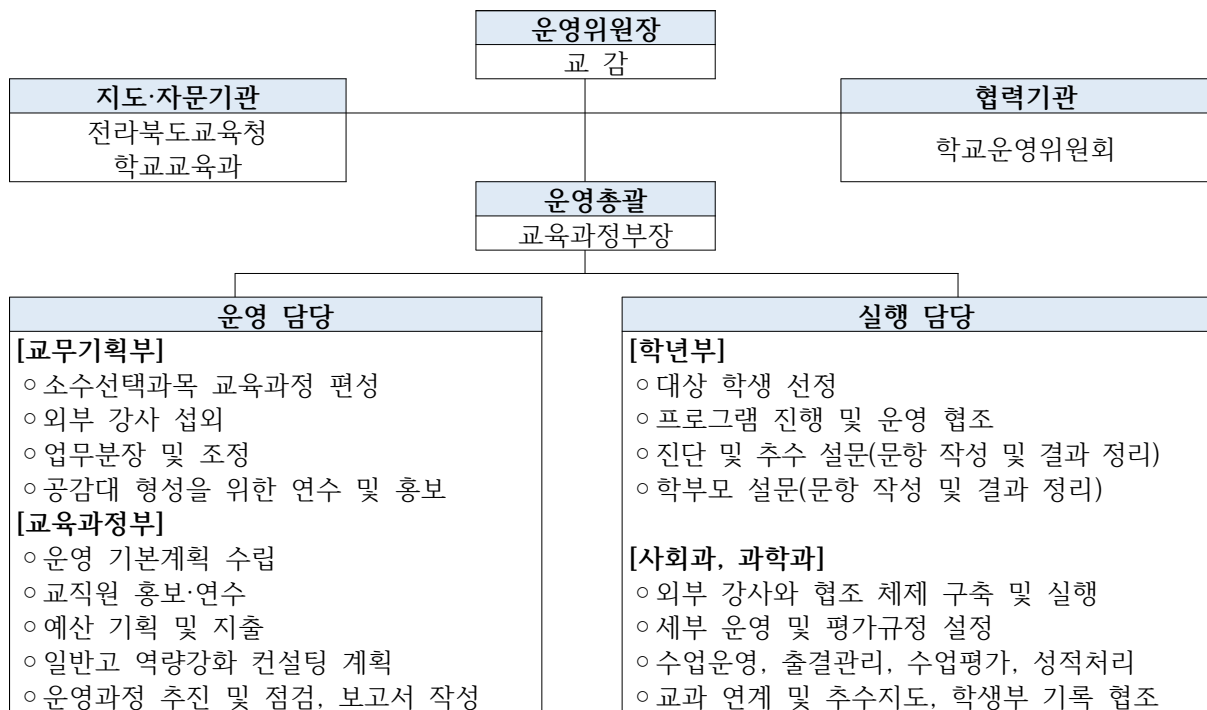 운영위원장
교 감
지도·자문기관
전라북도교육청
학교교육과
협력기관
학교운영위원회
운영총괄
교육과정부장
운영 담당
[교무기획부]
◦소수선택과목 교육과정 편성
◦외부 강사 섭외
◦업무분장 및 조정
◦공감대 형성을 위한 연수 및 홍보
[교육과정부]
◦운영 기본계획 수립
◦교직원 홍보·연수
◦예산 기획 및 지출
◦일반고 역량강화 컨설팅 계획
◦운영과정 추진 및 점검, 보고서 작성
실행 담당
[학년부]
◦대상 학생 선정
◦프로그램 진행 및 운영 협조
◦진단 및 추수 설문(문항 작성 및 결과 정리)
◦학부모 설문(문항 작성 및 결과 정리)
[사회과, 과학과]
◦외부 강사와 협조 체제 구축 및 실행
◦세부 운영 및 평가규정 설정
◦수업운영, 출결관리, 수업평가, 성적처리
◦교과 연계 및 추수지도, 학생부 기록 협조